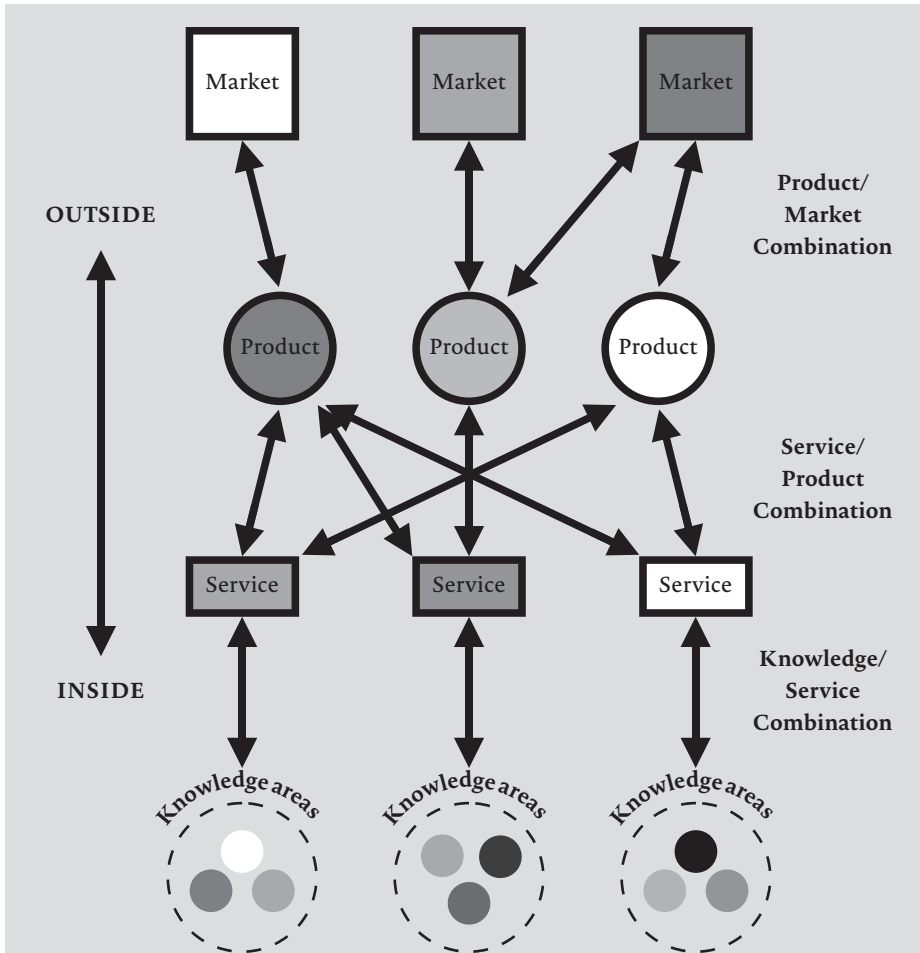 Market
Market
Market
Product/
Market
Combination
OUTSIDE
Product
Product
Product
Service/
Product
Combination
Service
Service
Service
INSIDE
Knowledge/
Service
Combination
Knowledge areas
Knowledge areas
Knowledge areas